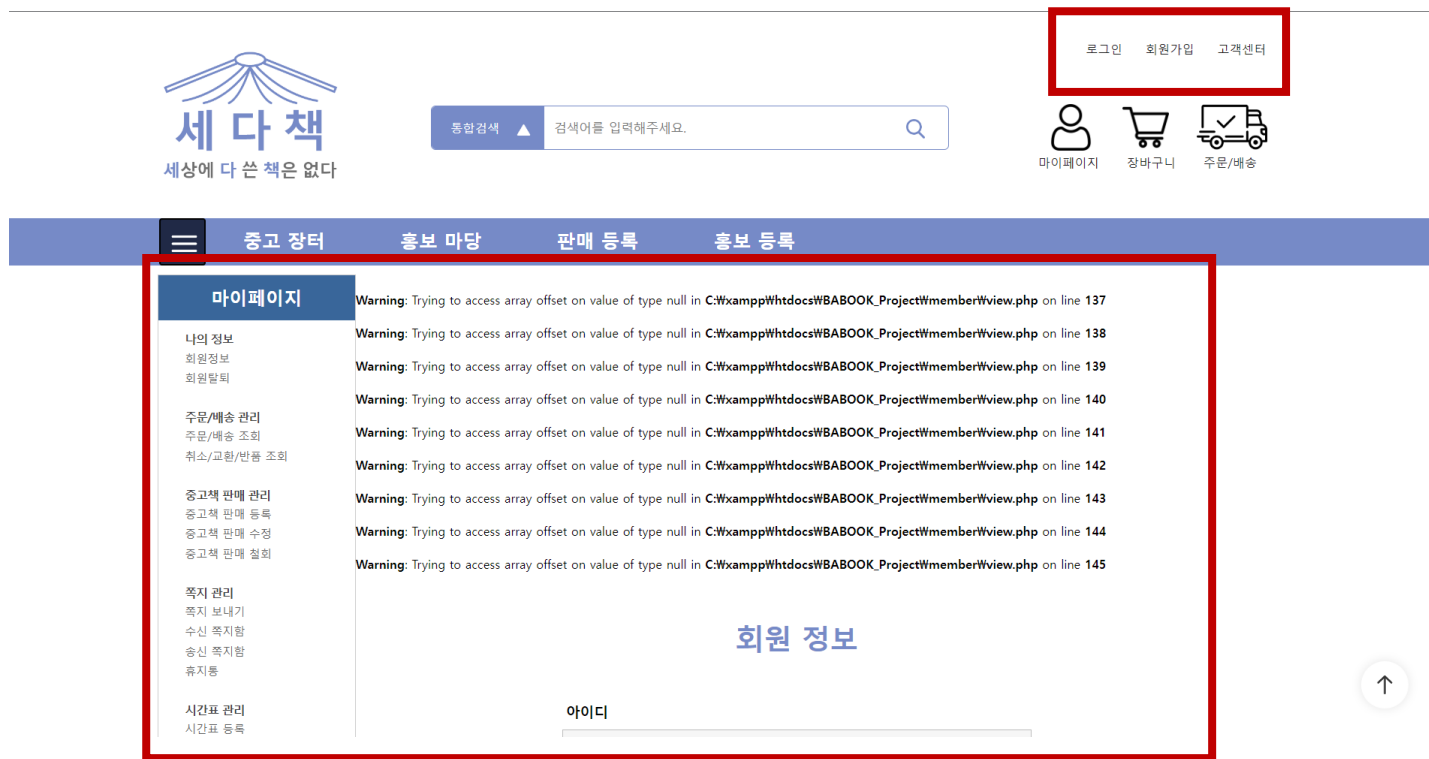 로그인 회원가입 고객센터
세 다 책
세상에 다 쓴 책은 없다
통합검색 검색어를 입력해주세요.
마이페이지 장바구니 주문/배송
중고 장터 홍보 마당 판매 등록 홍보 등록
마이페이지
나의 정보
회원정보
회원탈퇴
주문/배송 관리
주문/배송 조회
취소/교환/반품 조회
중고책 판매 관리
중고책 판매 등록
중고책 판매 수정
중고책 판매 철회
쪽지 관리
쪽지 보내기
수신 쪽지함
송신 쪽지함
휴지통
시간표 관리
시간표 등록
Warning: Trying to access array offset on value of type null in C:₩xampp₩htdocs₩BABOOK_Project₩member₩view.php on line 137
Warning: Trying to access array offset on value of type null in C:₩xampp₩htdocs₩BABOOK_Project₩member₩view.php on line 138
Warning: Trying to access array offset on value of type null in C:₩xampp₩htdocs₩BABOOK_Project₩member₩view.php on line 139
Warning: Trying to access array offset on value of type null in C:₩xampp₩htdocs₩BABOOK_Project₩member₩view.php on line 140
Warning: Trying to access array offset on value of type null in C:₩xampp₩htdocs₩BABOOK_Project₩member₩view.php on line 141
Warning: Trying to access array offset on value of type null in C:₩xampp₩htdocs₩BABOOK_Project₩member₩view.php on line 142
Warning: Trying to access array offset on value of type null in C:₩xampp₩htdocs₩BABOOK_Project₩member₩view.php on line 143
Warning: Trying to access array offset on value of type null in C:₩xampp₩htdocs₩BABOOK_Project₩member₩view.php on line 144
Warning: Trying to access array offset on value of type null in C:₩xampp₩htdocs₩BABOOK_Project₩member₩view.php on line 145
회원 정보
아이디